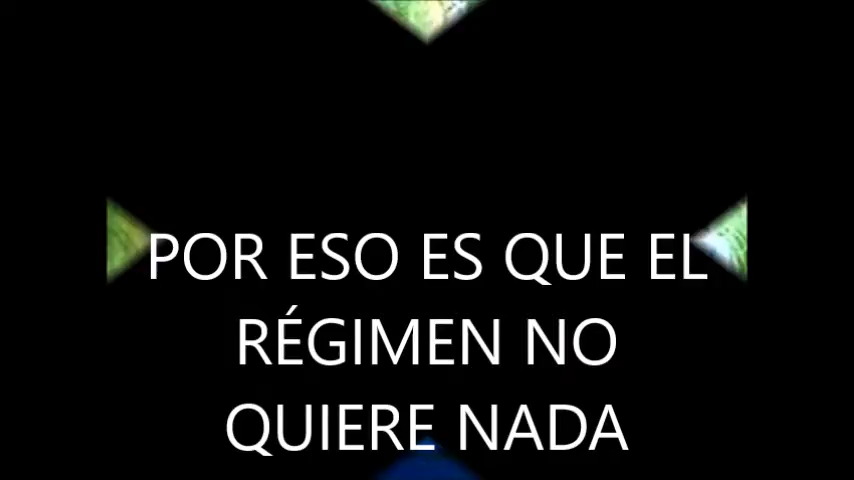 POR ESO ES QUE EL
RÉGIMEN NO
QUIERE NADA